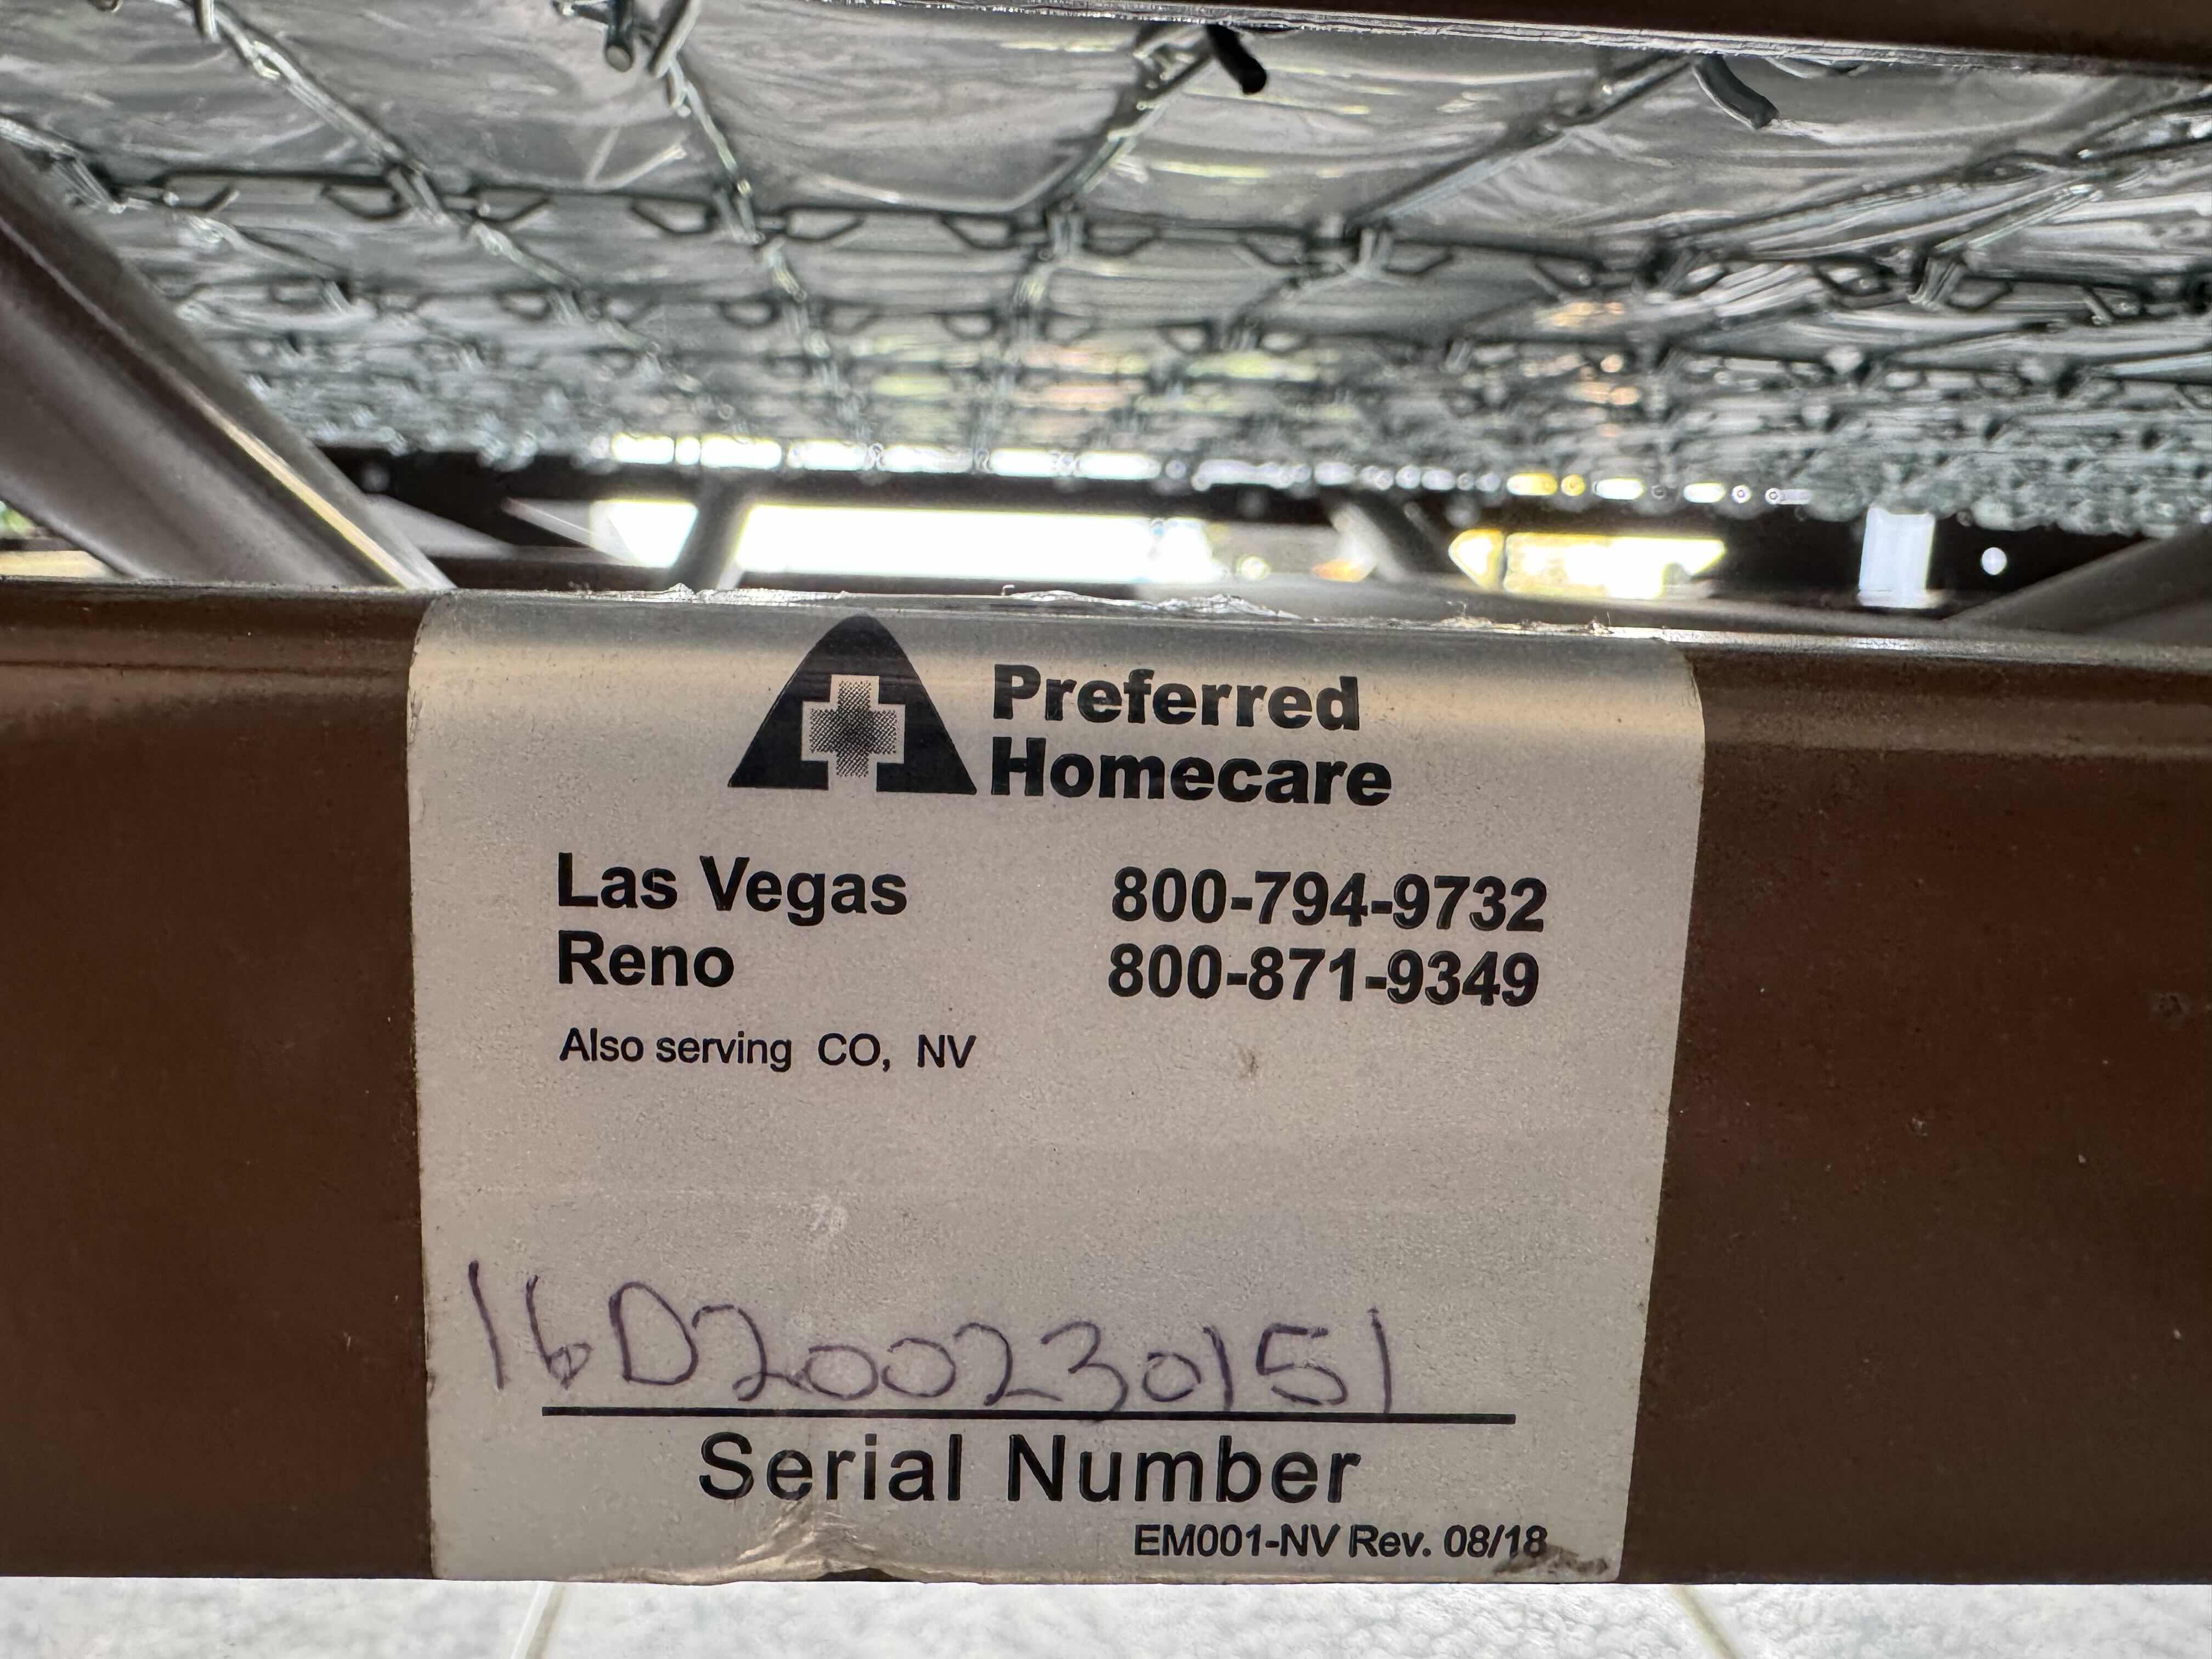 Preferred
Homecare
Las Vegas 800-794-9732
Reno 800-871-9349
Also serving CO, NV
16D200230151
Serial Number
EM001-NV Rev. 08/18